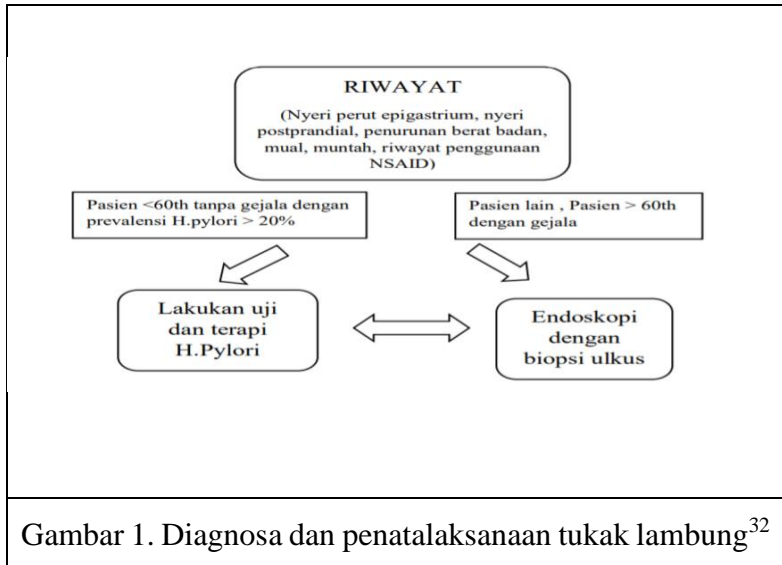 RIWAYAT
(Nyeri perut epigastrium, nyeri
postprandial, penurunan berat badan,
mual, muntah, riwayat penggunaan
NSAID)
Pasien <60th tanpa gejala dengan
prevalensi H.pylori > 20%
Pasien lain , Pasien > 60th
dengan gejala
Lakukan uji
dan terapi
H.Pylori
Endoskopi
dengan
biopsi ulkus
Gambar 1. Diagnosa dan penatalaksanaan tukak lambung32